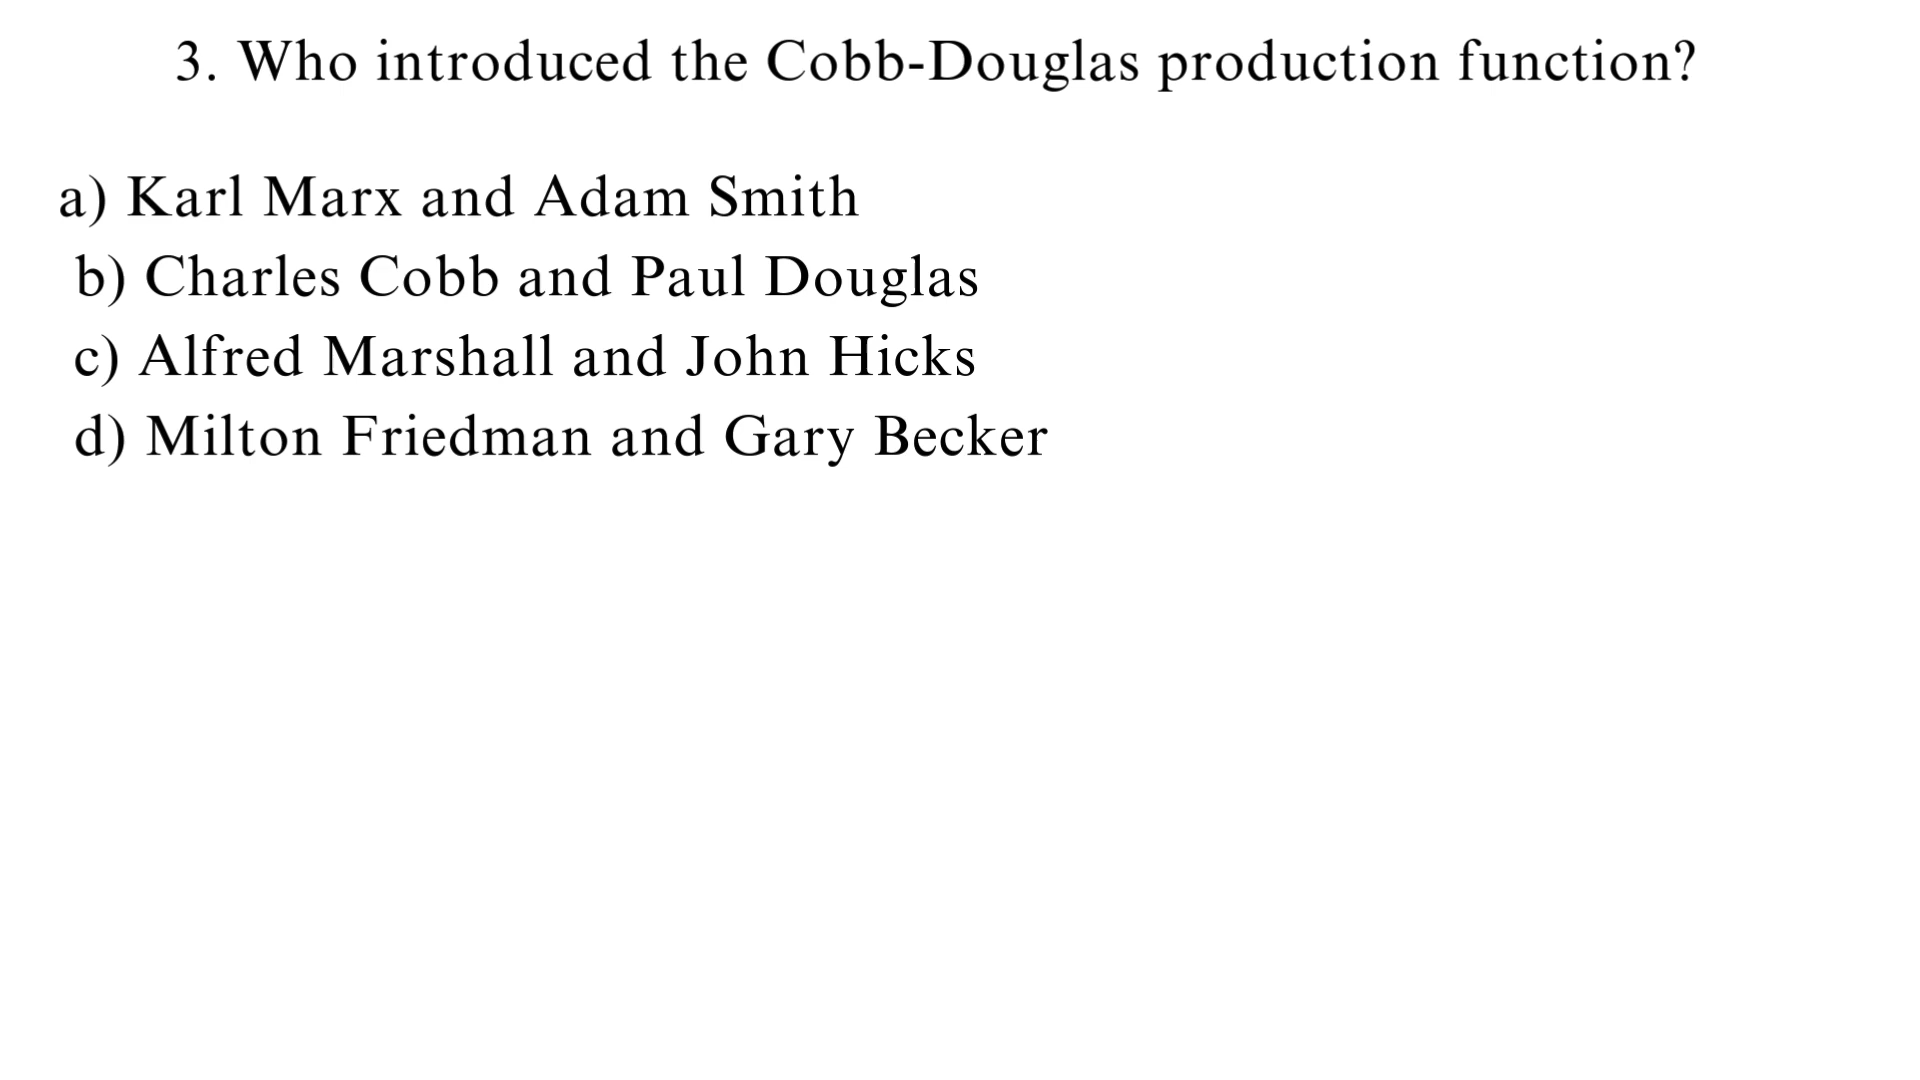 3. Who introduced the Cobb-Douglas production function?
a) Karl Marx and Adam Smith
b) Charles Cobb and Paul Douglas
c) Alfred Marshall and John Hicks
d) Milton Friedman and Gary Becker